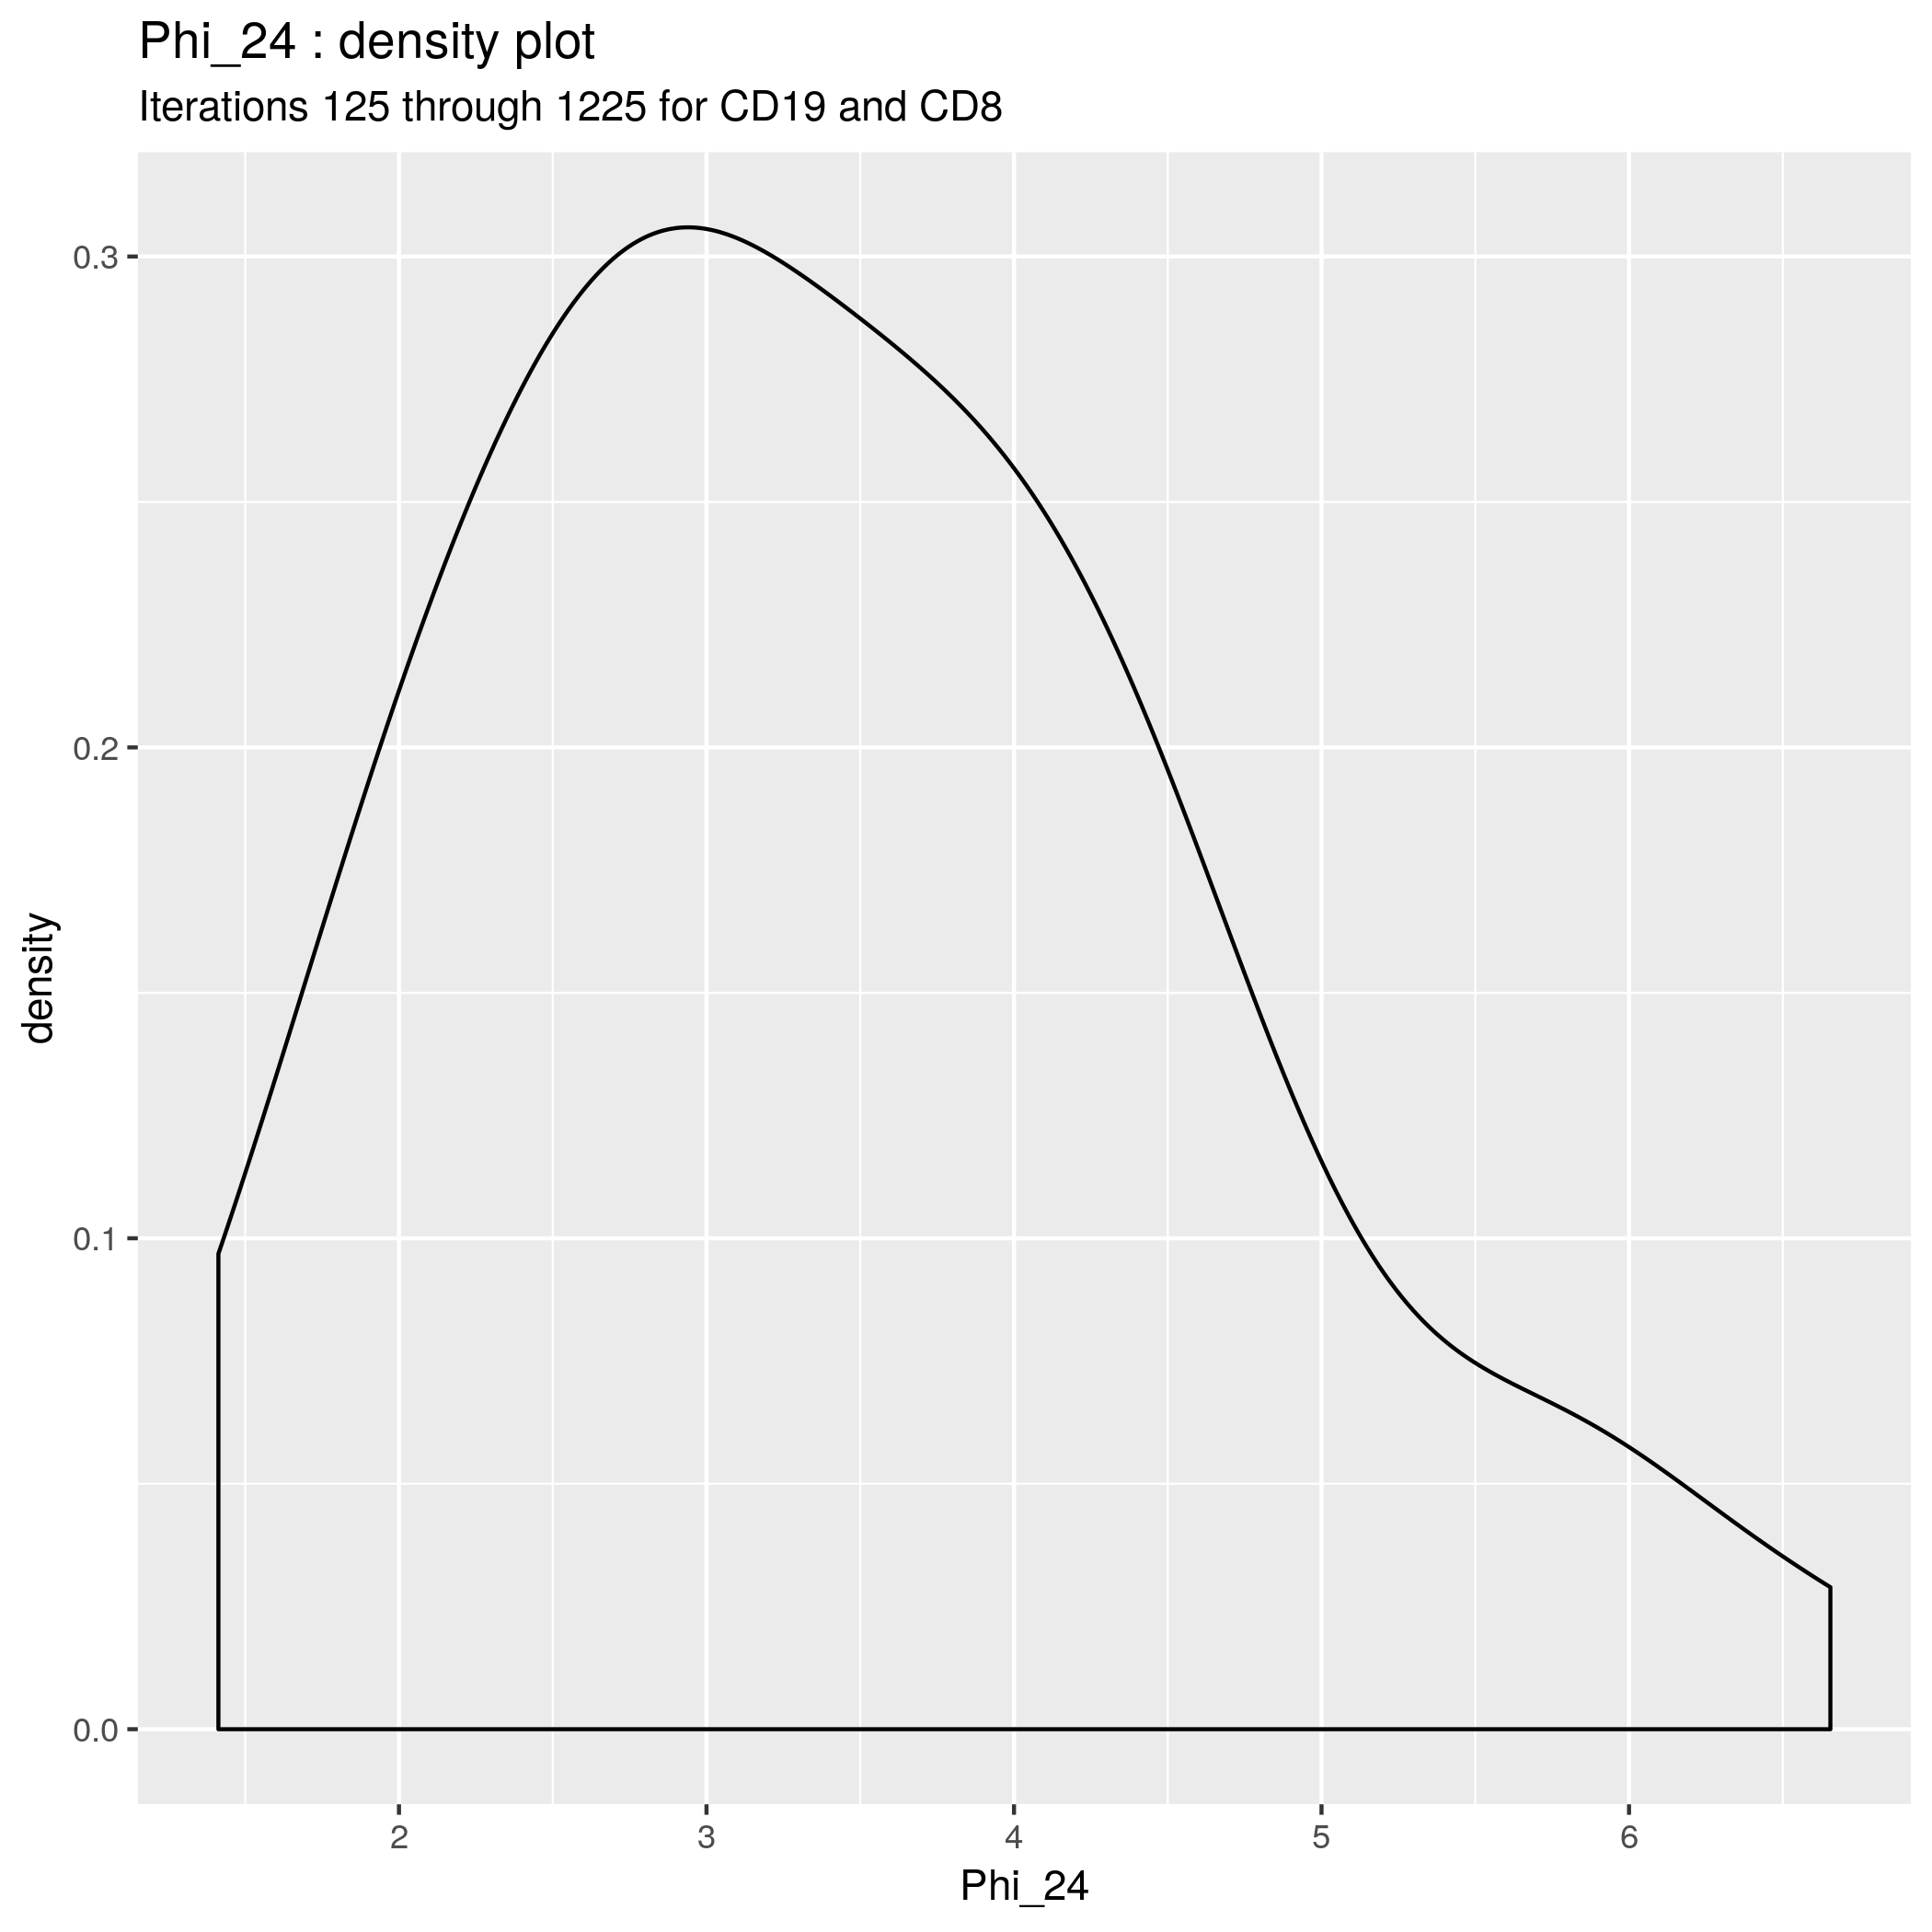 Phi_24 : density plot
Iterations 125 through 1225 for CD19 and CD8
0.3
0.2
0.1
0.0
density
2 3 4 5 6
Phi_24